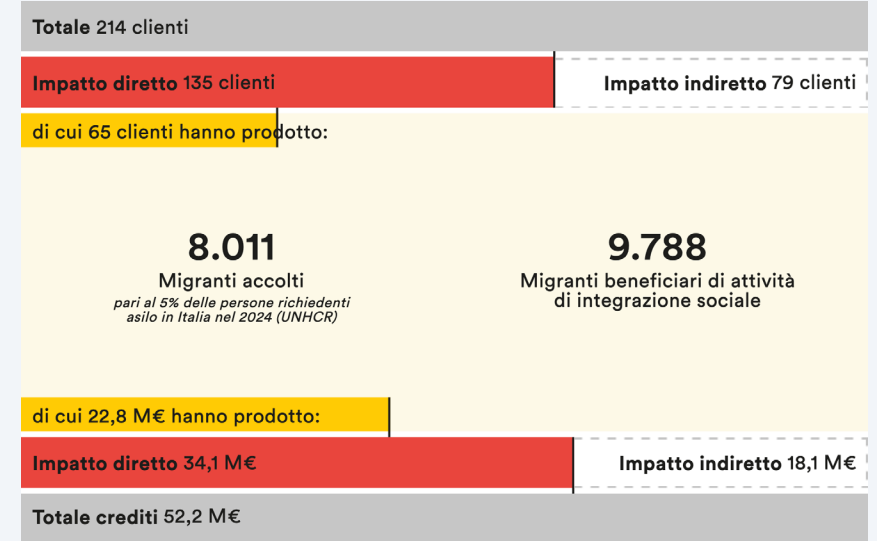 Totale 214 clienti
Impatto diretto 135 clienti
Impatto indiretto 79 clienti
di cui 65 clienti hanno prodotto:
8.011
Migranti accolti
pari al 5% delle persone richiedenti
asilo in Italia nel 2024 (UNHCR)
9.788
Migranti beneficiari di attività
di integrazione sociale
di cui 22,8 M€ hanno prodotto:
Impatto diretto 34,1 M€
Impatto indiretto 18,1 M€
Totale crediti 52,2 M€